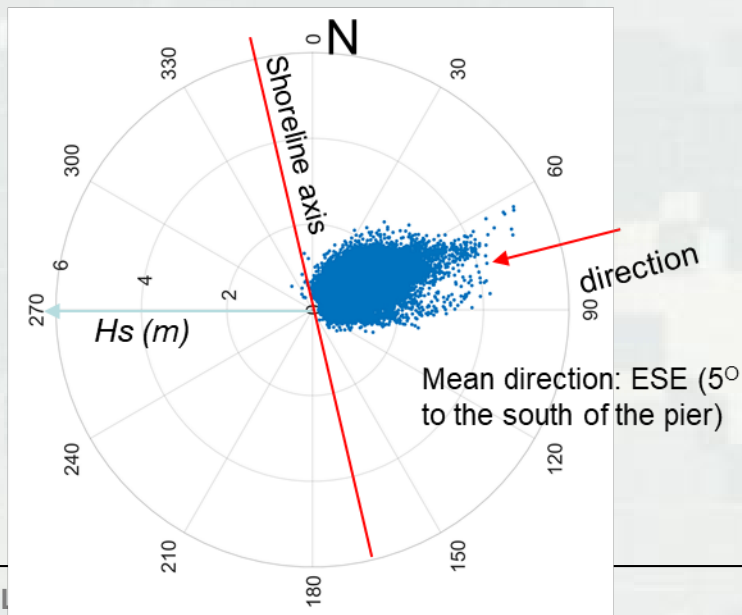 N
0
30
60
90
120
150
180
210
240
270
300
330
6
4
2
0
Shoreline axis
Hs (m)
direction
Mean direction: ESE (5O
to the south of the pier)
L